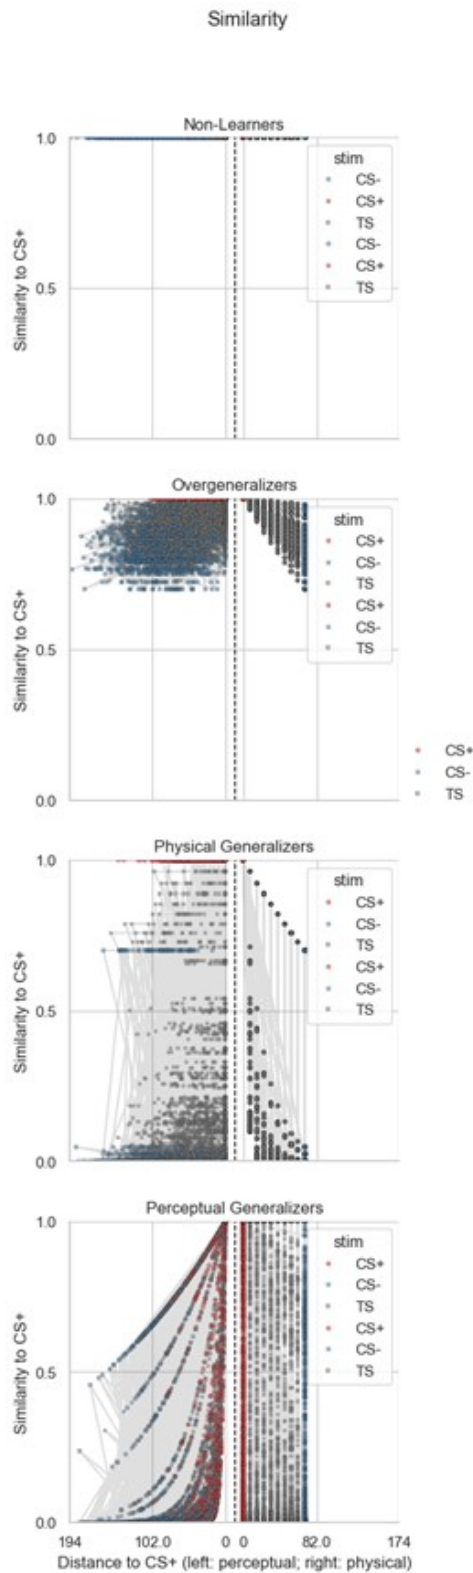 Similarity
Non-Learners
1.0
0.5
0.0
Similarity to CS+
stim
CS-
CS+
TS
CS-
CS+
TS
Overgeneralizers
1.0
0.5
0.0
Similarity to CS+
stim
CS+
CS-
TS
CS+
CS-
TS
CS+
CS-
TS
Physical Generalizers
1.0
0.5
0.0
Similarity to CS+
stim
CS+
CS-
TS
CS+
CS-
TS
Perceptual Generalizers
1.0
0.5
0.0
Similarity to CS+
stim
CS+
CS-
TS
CS+
CS-
TS
194 102.0 0 0 82.0 174
Distance to CS+ (left: perceptual; right: physical)